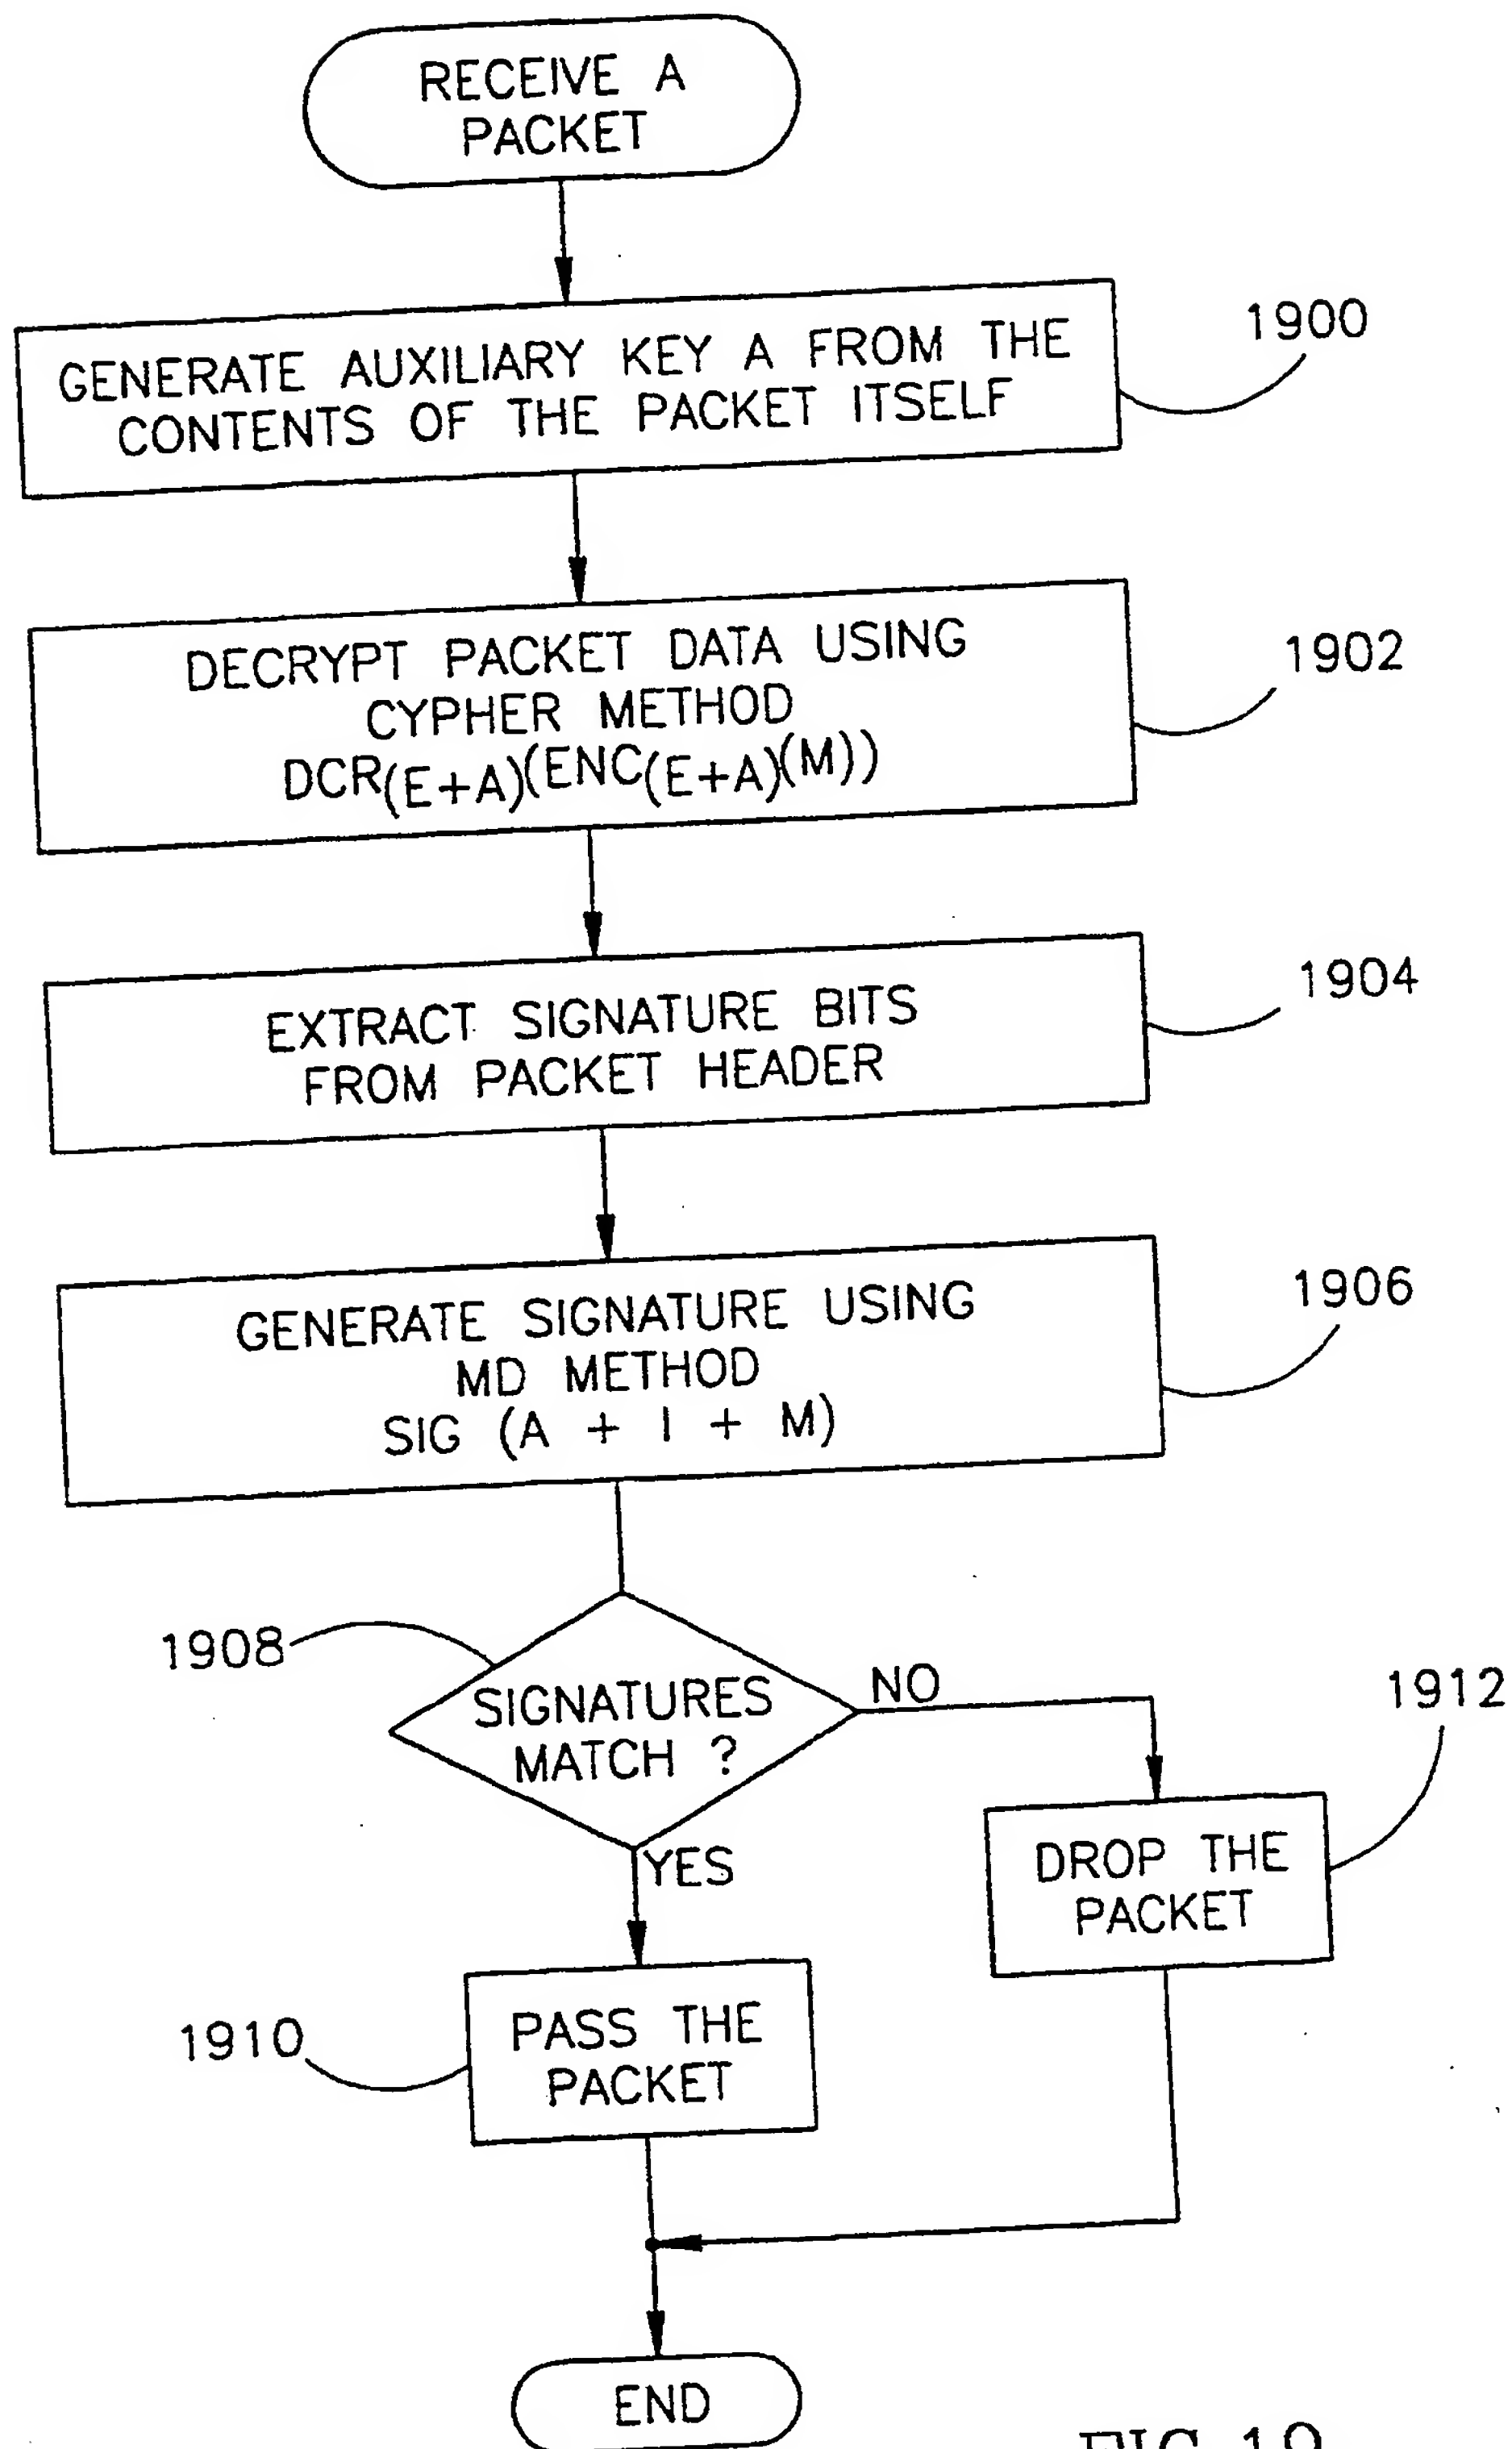 RECEIVE A
PACKET
GENERATE AUXILIARY KEY A FROM THE
CONTENTS OF THE PACKET ITSELF
1900
DECRYPT PACKET DATA USING
CYPHER METHOD
DCR(E+A)(ENC(E+A)(M))
1902
EXTRACT SIGNATURE BITS
FROM PACKET HEADER
1904
GENERATE SIGNATURE USING
MD METHOD
SIG (A + I + M)
1906
1908
SIGNATURES
MATCH ?
NO
1912
YES
DROP THE
PACKET
1910
PASS THE
PACKET
END
FIG.19